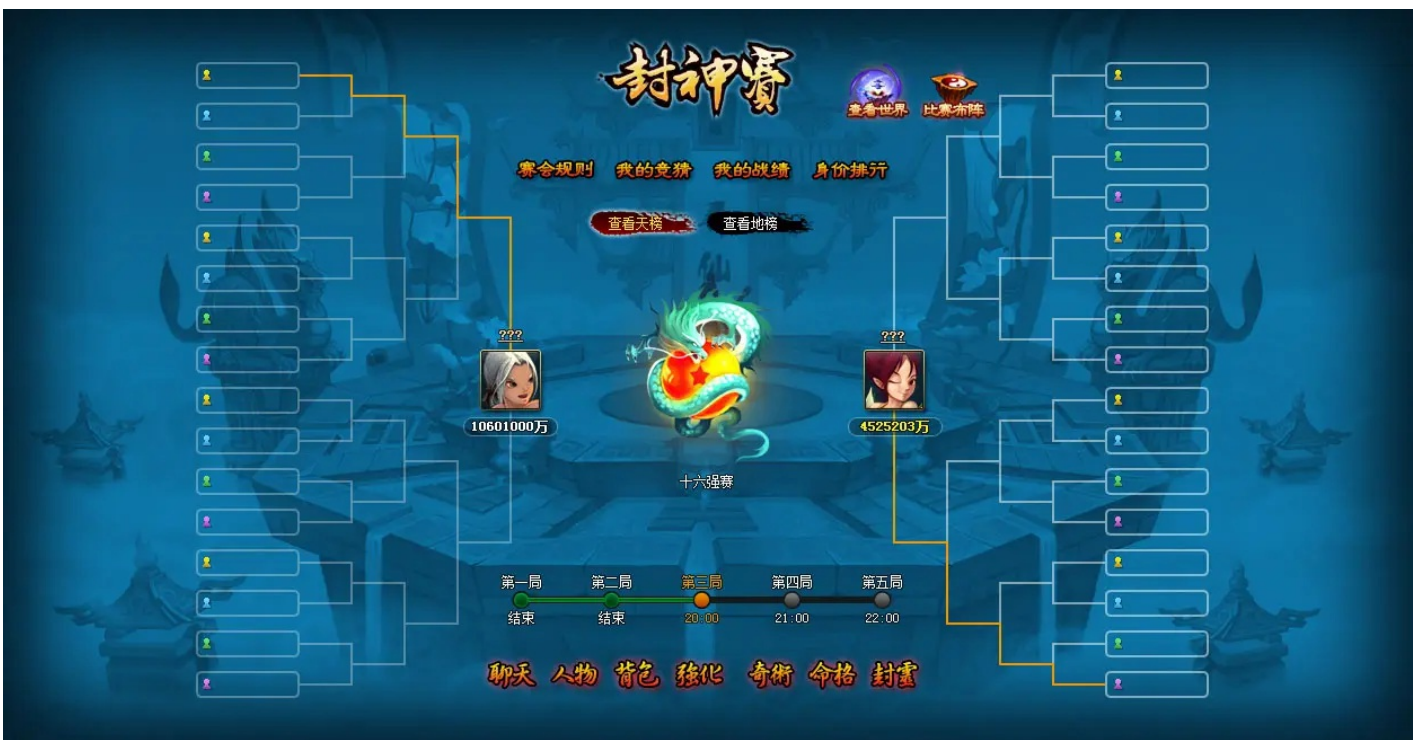 封神賽
查看世界 比赛布阵
赛会规则 我的竞猜 我的战绩 身价排行
查看天榜 查看地榜
??? ???
10601000万 4525203万
十六强赛
第一局 第二局 第三局 第四局 第五局
结束 结束 20:00 21:00 22:00
聊天 人物 背包 強化 奇術 命格 封靈